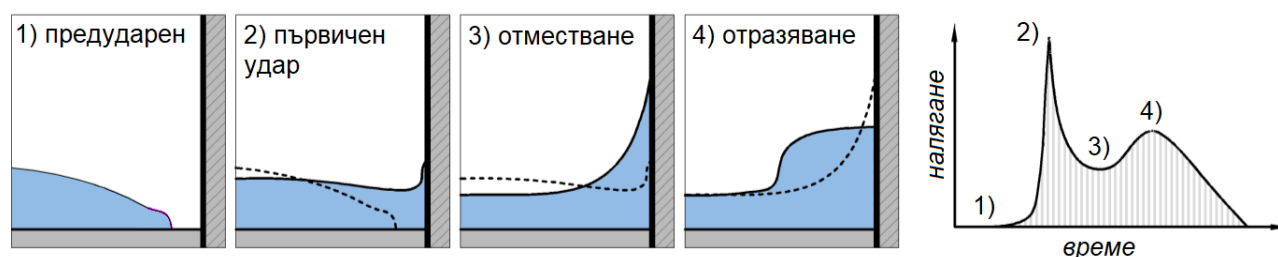 1) предударен
2) първичен
удар
3) отместване
4) отразяване
налягане
2)
4)
3)
1)
време